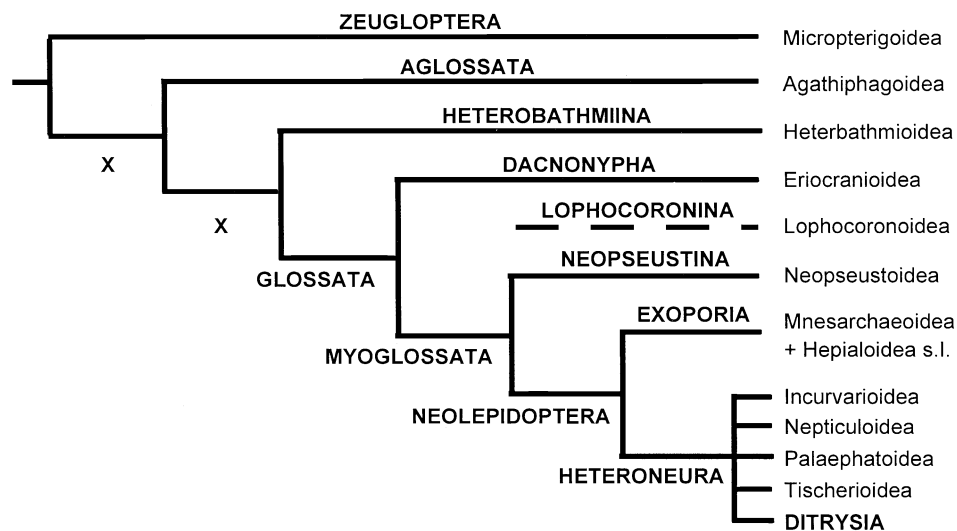 ZEUGLOPTERA
Micropterigoidea
AGLOSSATA
Agathiphagoidea
X
HETEROBATHMIINA
Heterbathmioidea
DACNONYPHA
Eriocranioidea
X
LOPHOCORONINA
Lophocoronoidea
GLOSSATA
NEOPSEUSTINA
Neopseustoidea
EXOPORIA
Mnesarchaeoidea
+ Hepialoidea s.l.
MYOGLOSSATA
Incurvarioidea
NEOLEPIDOPTERA
Nepticuloidea
Palaephatoidea
HETERONEURA
Tischerioidea
DITRYSIA